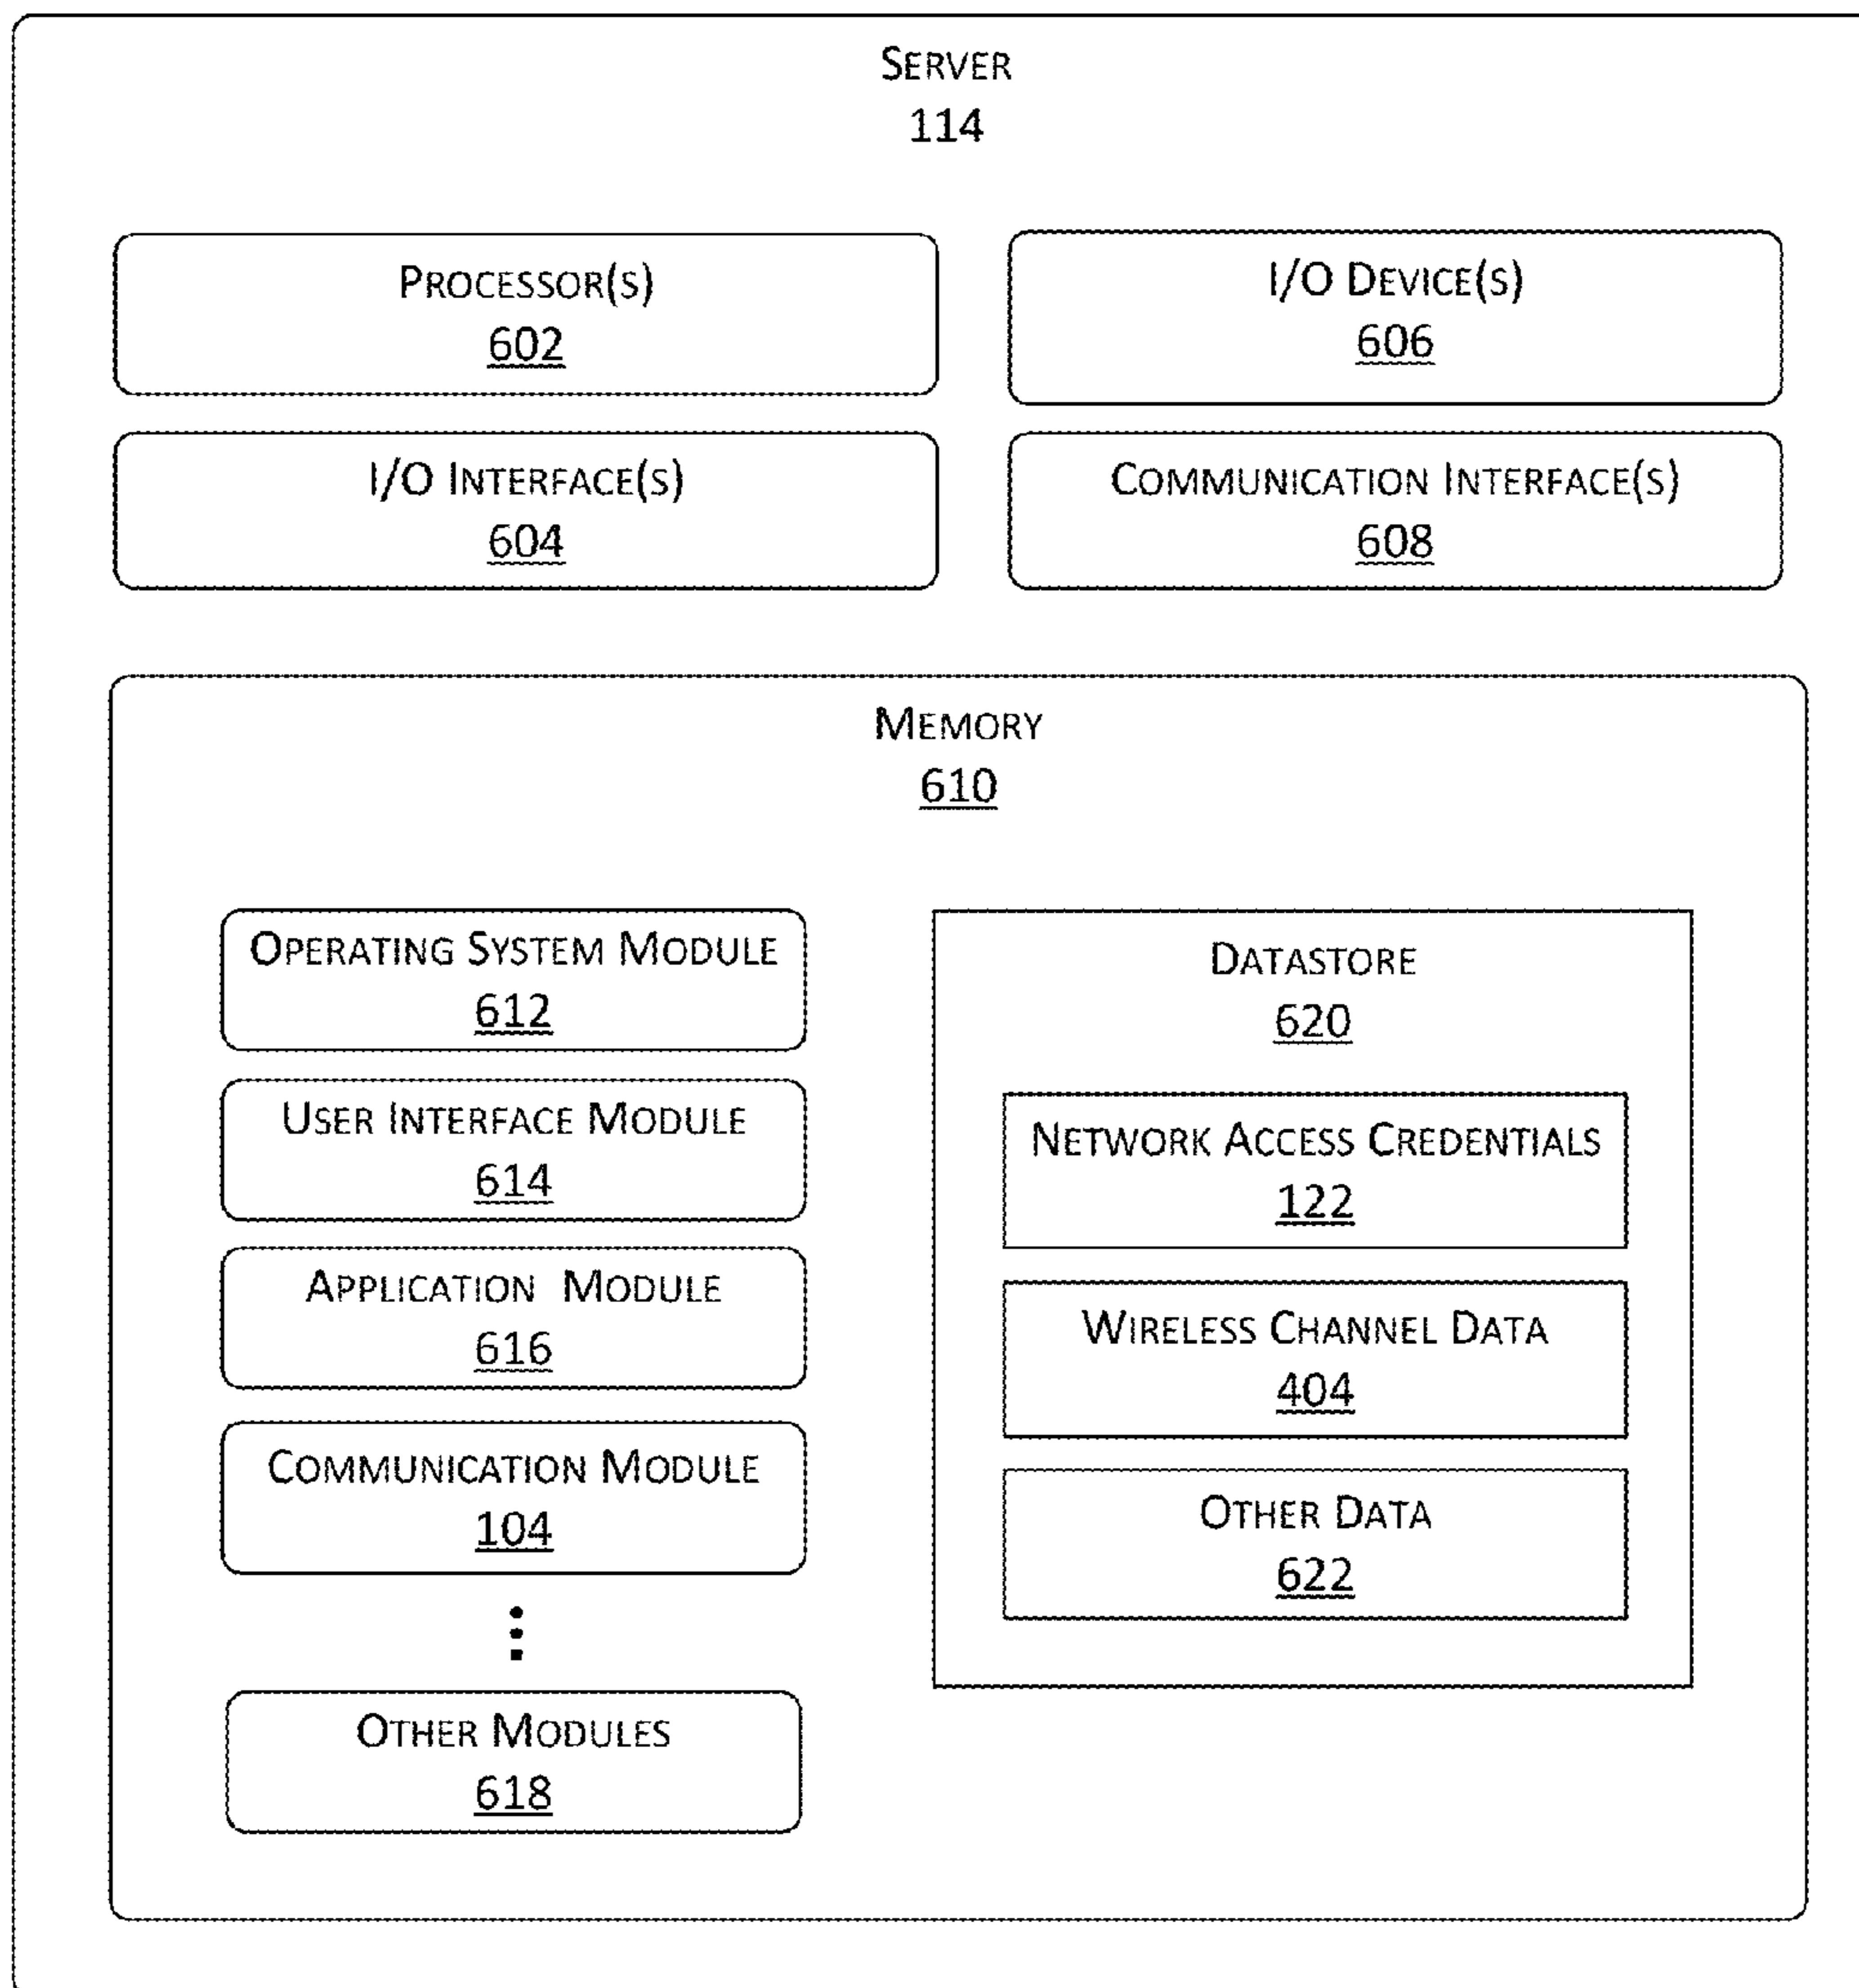 SERVER
114
PROCESSOR(S)
602
I/O DEVICE(S)
606
I/O INTERFACE(S)
604
COMMUNICATION INTERFACE(S)
608
MEMORY
610
OPERATING SYSTEM MODULE
612
USER INTERFACE MODULE
614
APPLICATION MODULE
616
COMMUNICATION MODULE
104
OTHER MODULES
618
DATASTORE
620
NETWORK ACCESS CREDENTIALS
122
WIRELESS CHANNEL DATA
404
OTHER DATA
622